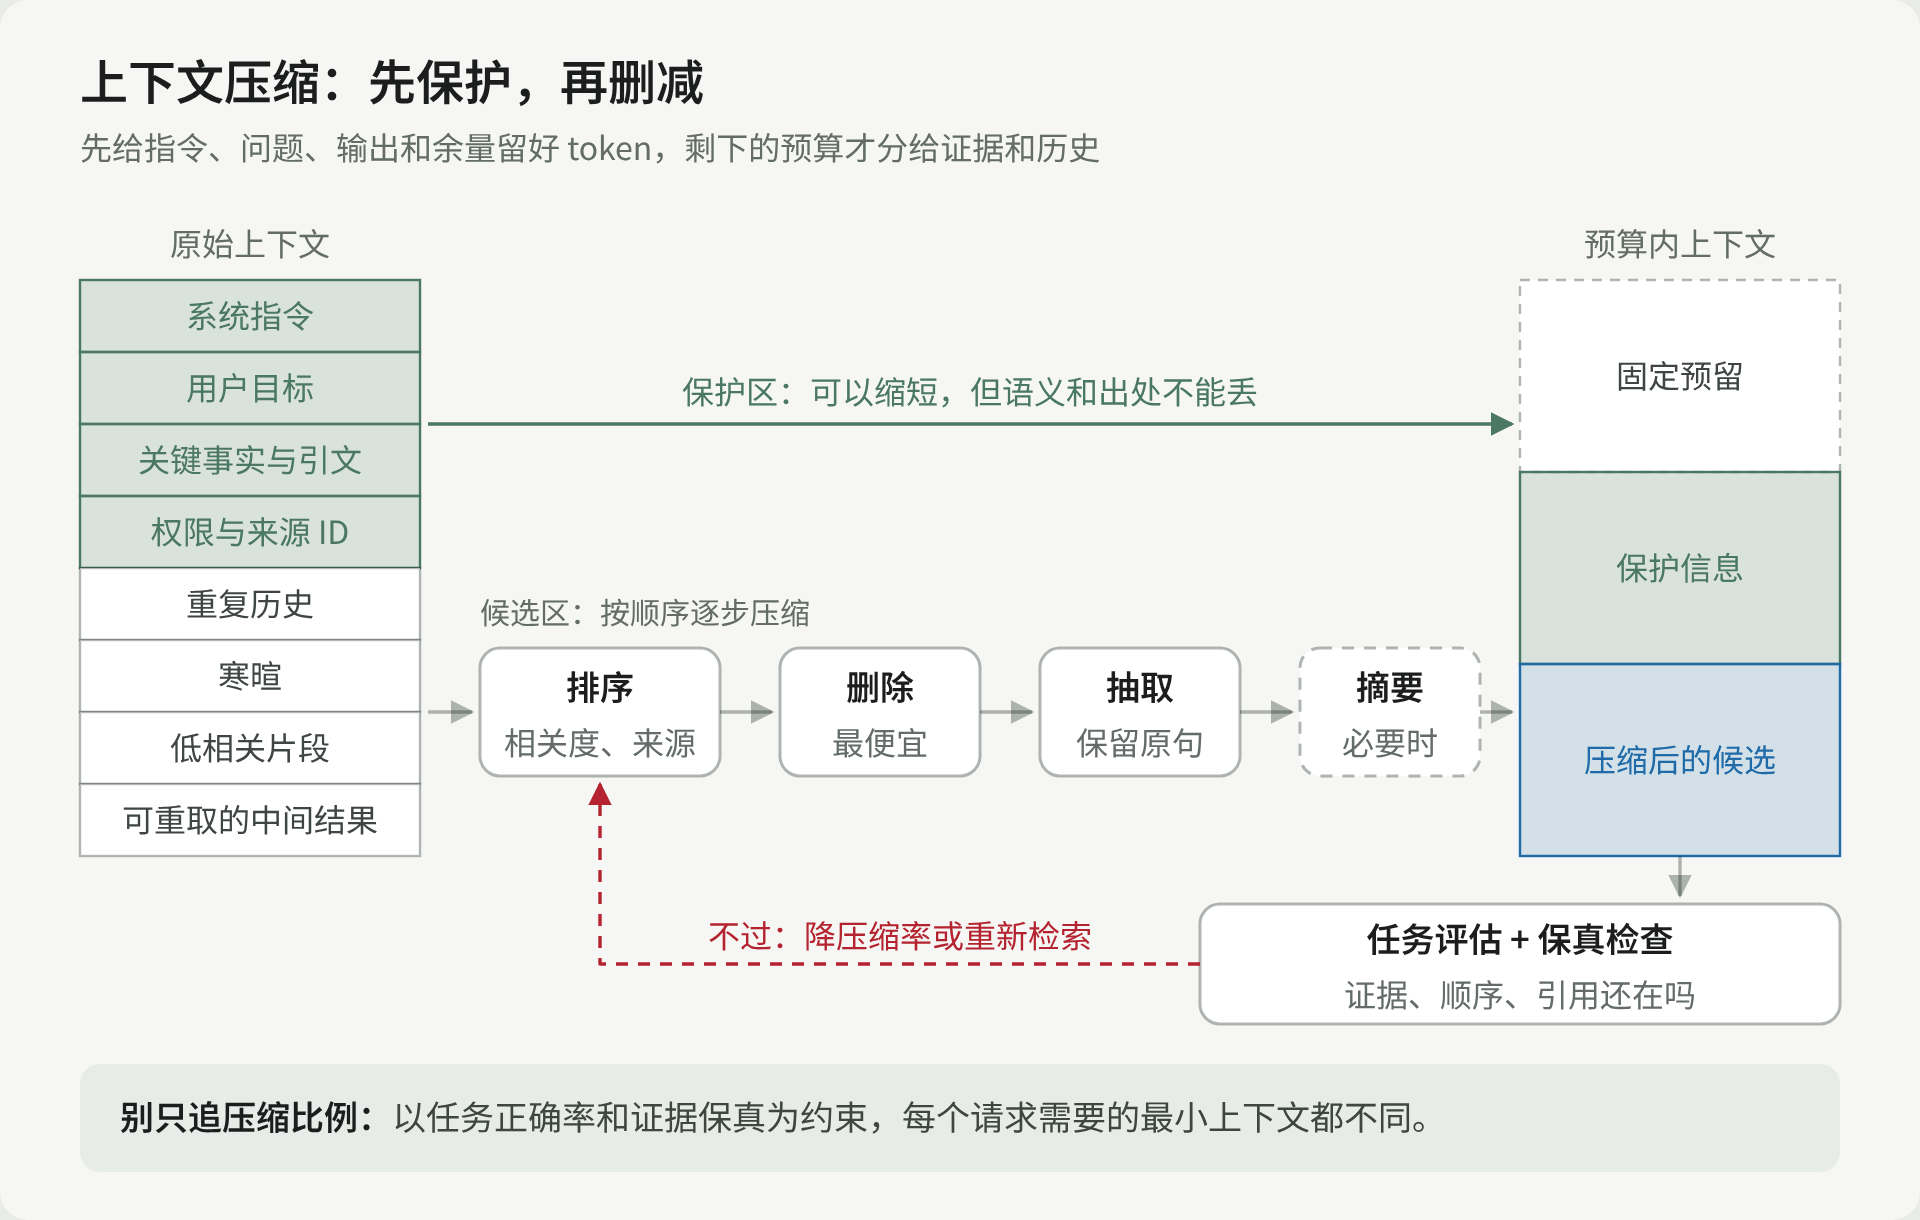 上下文压缩：先保护，再删减
先给指令、问题、输出和余量留好 token，剩下的预算才分给证据和历史
原始上下文
预算内上下文
系统指令
用户目标
关键事实与引文
权限与来源 ID
重复历史
寒暄
低相关片段
可重取的中间结果
保护区：可以缩短，但语义和出处不能丢
候选区：按顺序逐步压缩
排序
相关度、来源
删除
最便宜
抽取
保留原句
摘要
必要时
固定预留
保护信息
压缩后的候选
不过：降压缩率或重新检索
任务评估 + 保真检查
证据、顺序、引用还在吗
别只追压缩比例：以任务正确率和证据保真为约束，每个请求需要的最小上下文都不同。